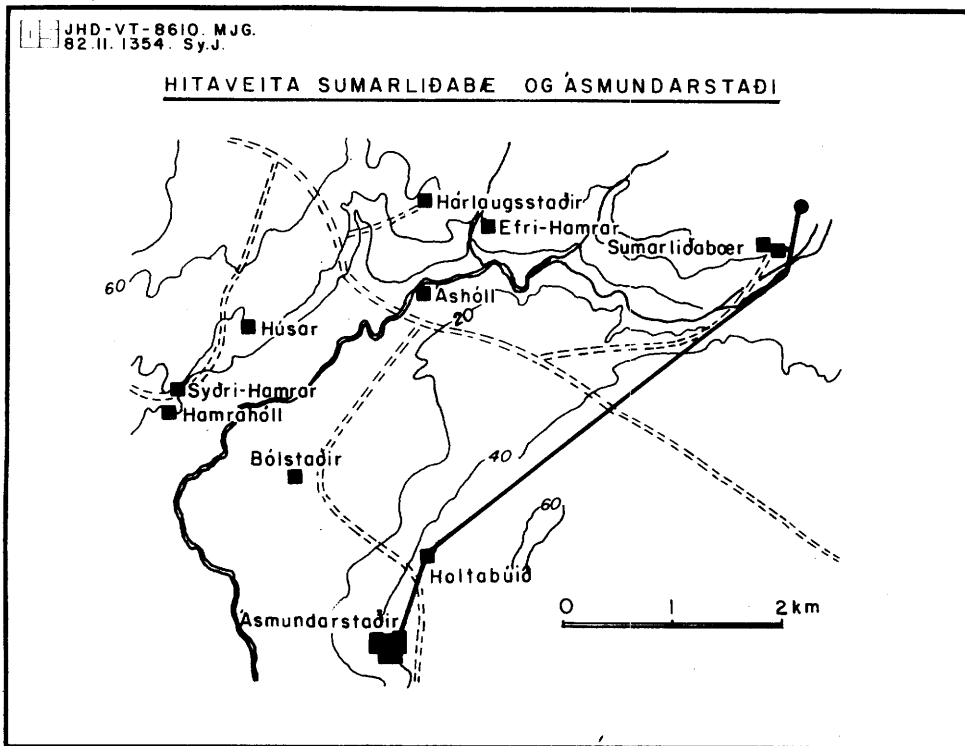 JHD-VT-8610. MJG.
82.11.1354. Sy.J.
HITAVEITA SUMARLIÐABÆ OG ÁSMUNDARSTAÐI
Hárlaugsstaðir
Efri-Hamrar
Sumarliðabær
60
Áshóll
20
Húsar
Syðri-Hamrar
Hamrahóll
Bólstaðir
40
60
Holtabúið
Ásmundarstaðir
0 1 2 km